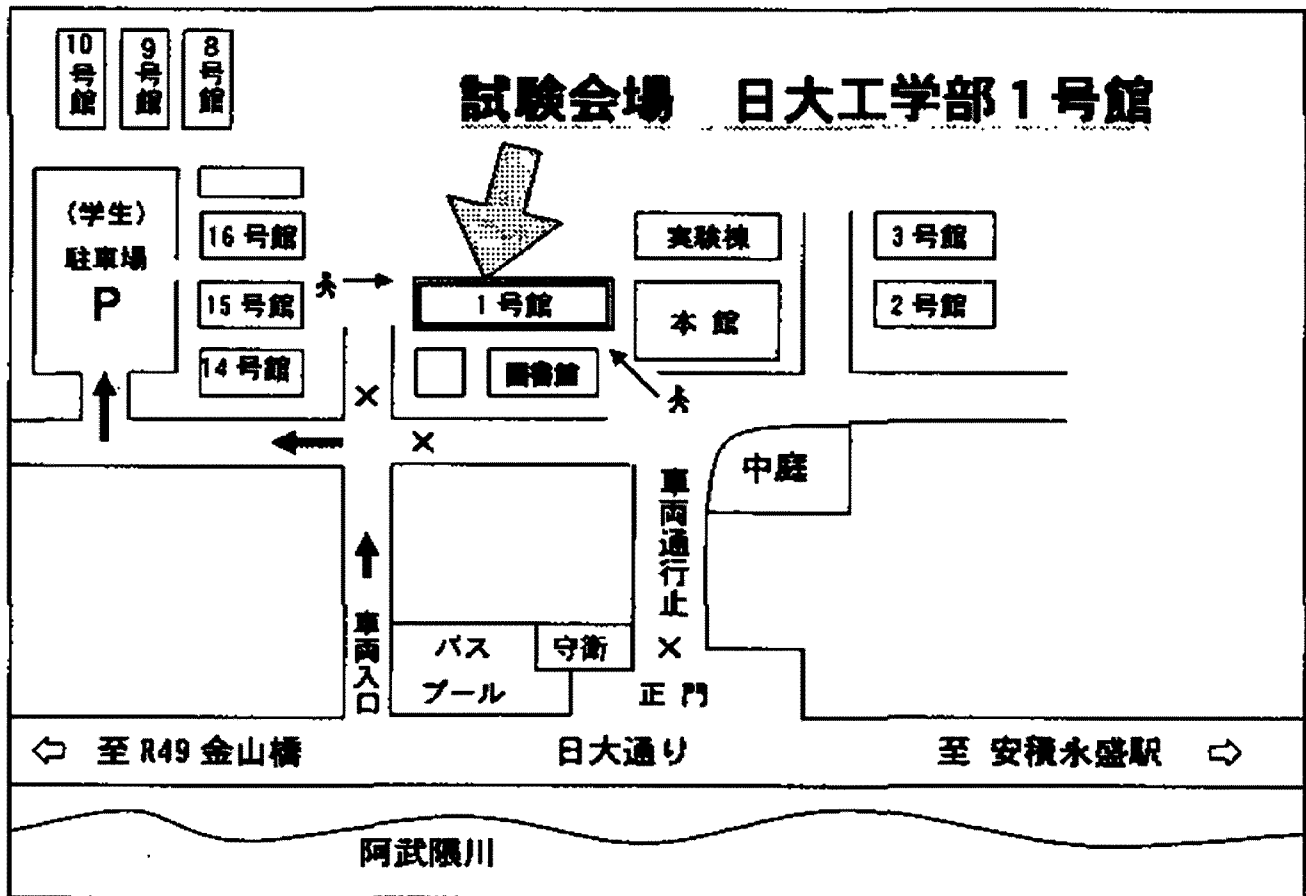 10号館
9号館
8号館
試験会場 日大工学部1号館
(学生)
駐車場
P
16号館
15号館
14号館
1号館
図書館
実験棟
本館
3号館
2号館
中庭
車両通行止
車両入口
バス
プール
守衛
正門
至 R49 金山橋
日大通り
至 安積永盛駅
阿武隈川